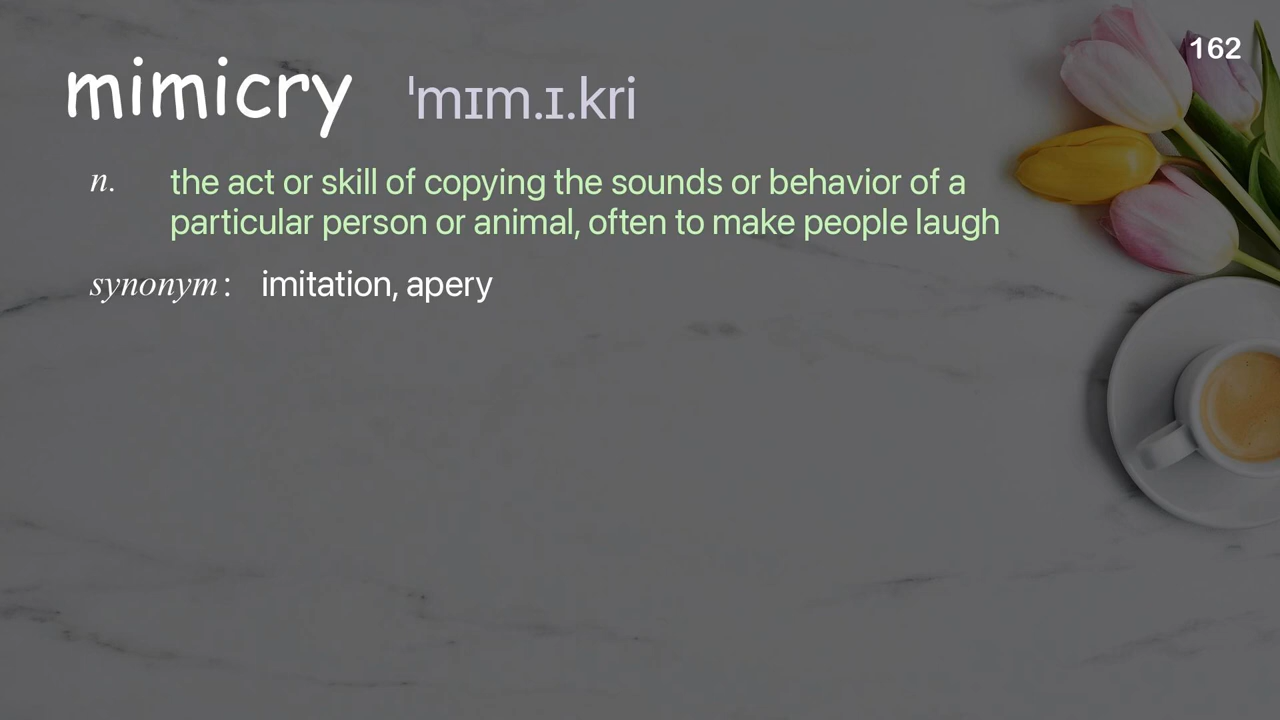 162
mimicry ˈmɪm.ɪ.kri
n. the act or skill of copying the sounds or behavior of a
particular person or animal, often to make people laugh
synonym: imitation, apery